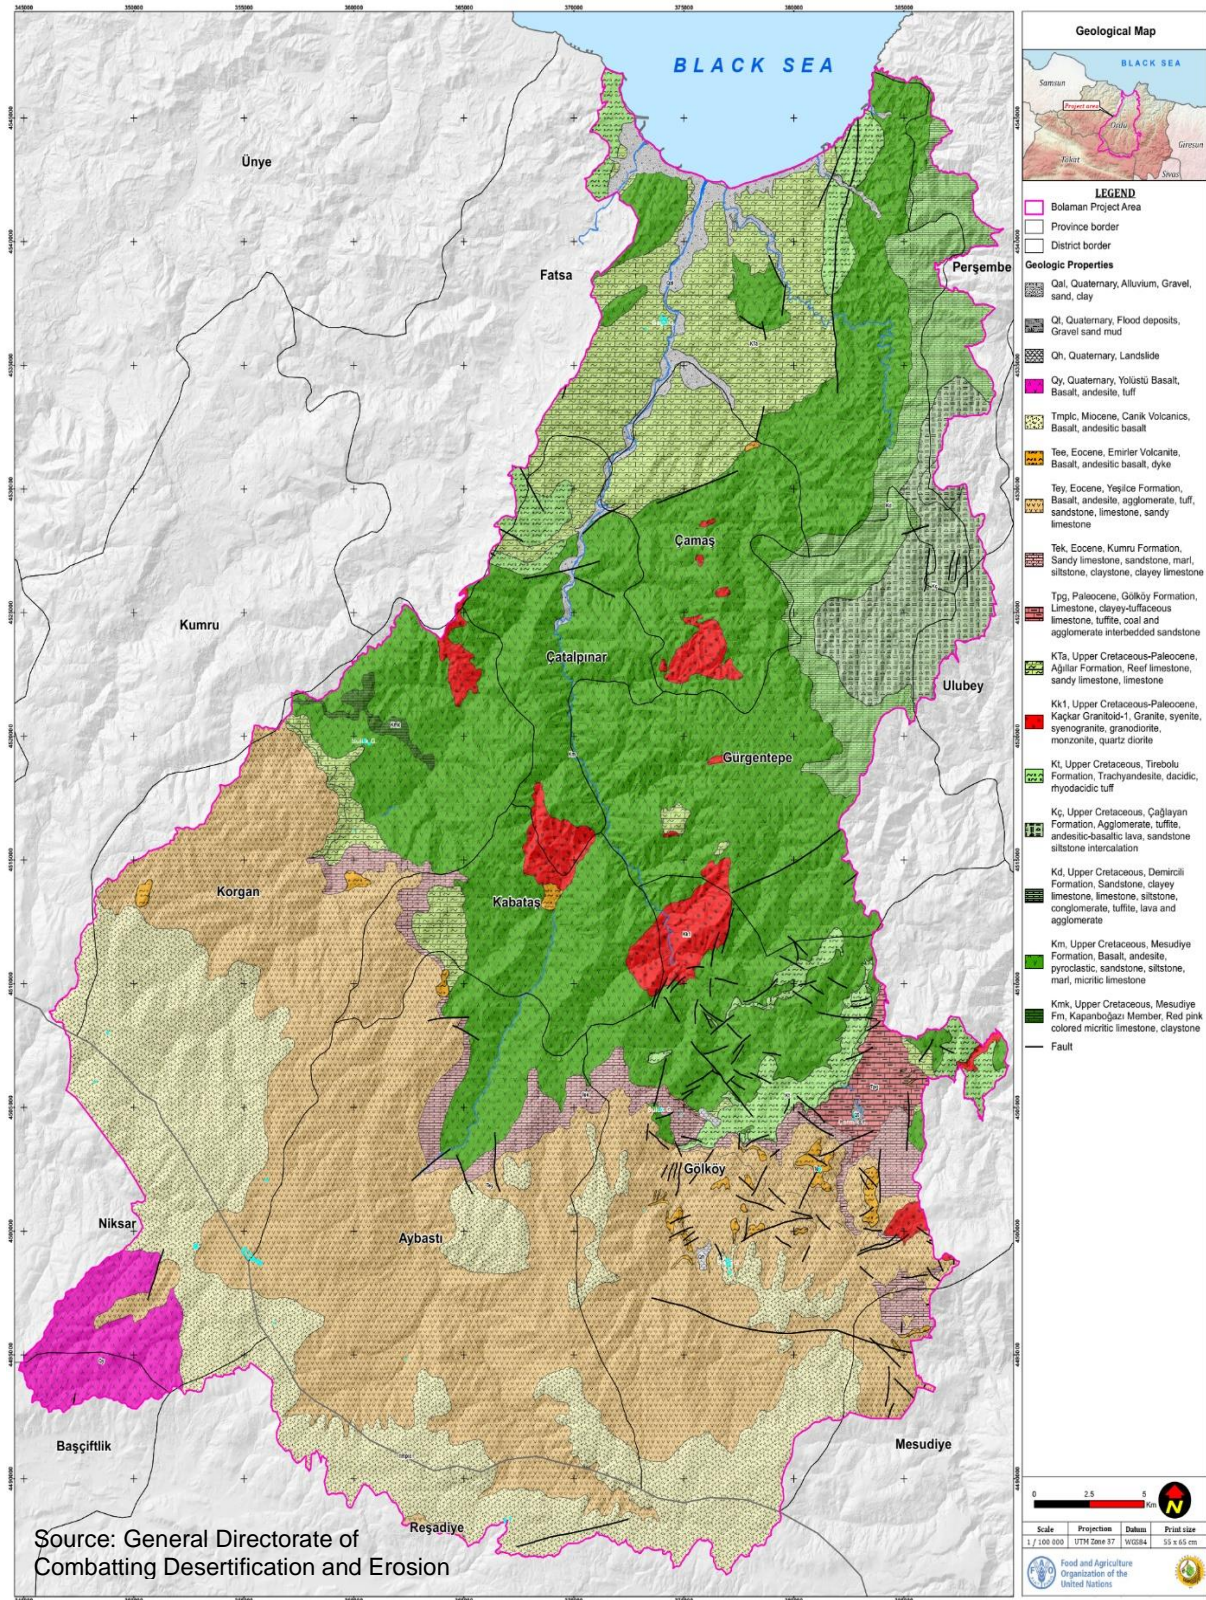 BLACK SEA
Ünye
Fatsa
Perşembe
Çamaş
Kumru
Çatalpınar
Ulubey
Gürgentepe
Korgan
Kabataş
Gölköy
Niksar
Aybastı
Başçiftlik
Mesudiye
Reşadiye
Source: General Directorate of
Combatting Desertification and Erosion
Geological Map
BLACK SEA
Samsun
Project area
Ordu
Giresun
Tokat
Sivas
LEGEND
Bolaman Project Area
Province border
District border
Geologic Properties
Qal, Quaternary, Alluvium, Gravel,
sand, clay
Qt, Quaternary, Flood deposits,
Gravel sand mud
Qh, Quaternary, Landslide
Qy, Quaternary, Yolüstü Basalt,
Basalt, andesite, tuff
Tmplc, Miocene, Canik Volcanics,
Basalt, andesitic basalt
Tee, Eocene, Emirler Volcanite,
Basalt, andesitic basalt, dyke
Tey, Eocene, Yeşilce Formation,
Basalt, andesite, agglomerate, tuff,
sandstone, limestone, sandy
limestone
Tek, Eocene, Kumru Formation,
Sandy limestone, sandstone, marl,
siltstone, claystone, clayey limestone
Tpg, Paleocene, Gölköy Formation,
Limestone, clayey-tuffaceous
limestone, tuffite, coal and
agglomerate interbedded sandstone
KTa, Upper Cretaceous-Paleocene,
Ağıllar Formation, Reef limestone,
sandy limestone, limestone
Kk1, Upper Cretaceous-Paleocene,
Kaçkar Granitoid-1, Granite, syenite,
syenogranite, granodiorite,
monzonite, quartz diorite
Kt, Upper Cretaceous, Tirebolu
Formation, Trachyandesite, dacidic,
rhyodacidic tuff
Kç, Upper Cretaceous, Çağlayan
Formation, Agglomerate, tuffite,
andesitic-basaltic lava, sandstone
siltstone intercalation
Kd, Upper Cretaceous, Demircili
Formation, Sandstone, clayey
limestone, limestone, siltstone,
conglomerate, tuffite, lava and
agglomerate
Km, Upper Cretaceous, Mesudiye
Formation, Basalt, andesite,
pyroclastic, sandstone, siltstone,
marl, micritic limestone
Kmk, Upper Cretaceous, Mesudiye
Fm, Kapanboğazı Member, Red pink
colored micritic limestone, claystone
Fault
0 2.5 5
Km
N
Scale Projection Datum Print size
1 / 100 000 UTM Zone 37 WGS84 55 x 65 cm
Food and Agriculture
Organization of the
United Nations